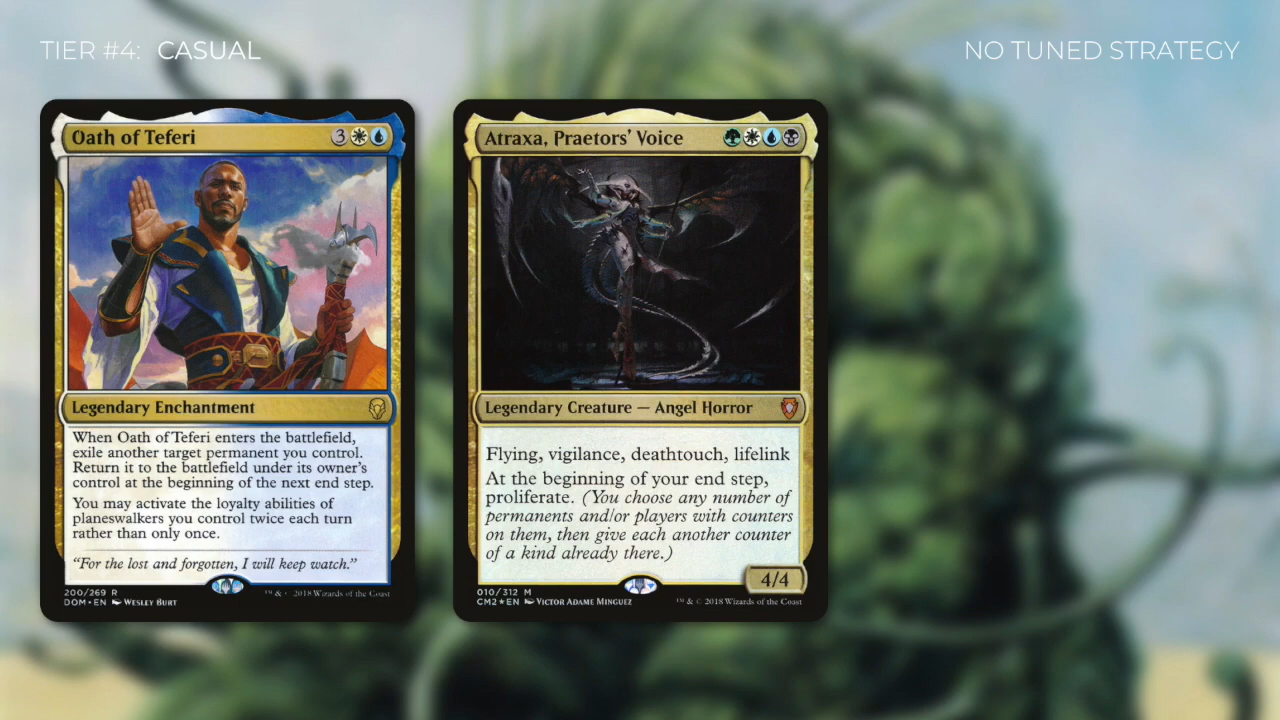 TIER #4: CASUAL
NO TUNED STRATEGY
Oath of Teferi
3
Legendary Enchantment
When Oath of Teferi enters the battlefield,
exile another target permanent you control.
Return it to the battlefield under its owner's
control at the beginning of the next end step.
You may activate the loyalty abilities of
planeswalkers you control twice each turn
rather than only once.
"For the lost and forgotten, I will keep watch."
200/269 R
DOM • EN Wesley Burt
™ & © 2018 Wizards of the Coast
Atraxa, Praetors' Voice
Legendary Creature — Angel Horror
Flying, vigilance, deathtouch, lifelink
At the beginning of your end step,
proliferate. (You choose any number of
permanents and/or players with counters
on them, then give each another counter
of a kind already there.)
4/4
010/312 M
CM2 ★ EN Victor Adame Minguez
™ & © 2018 Wizards of the Coast